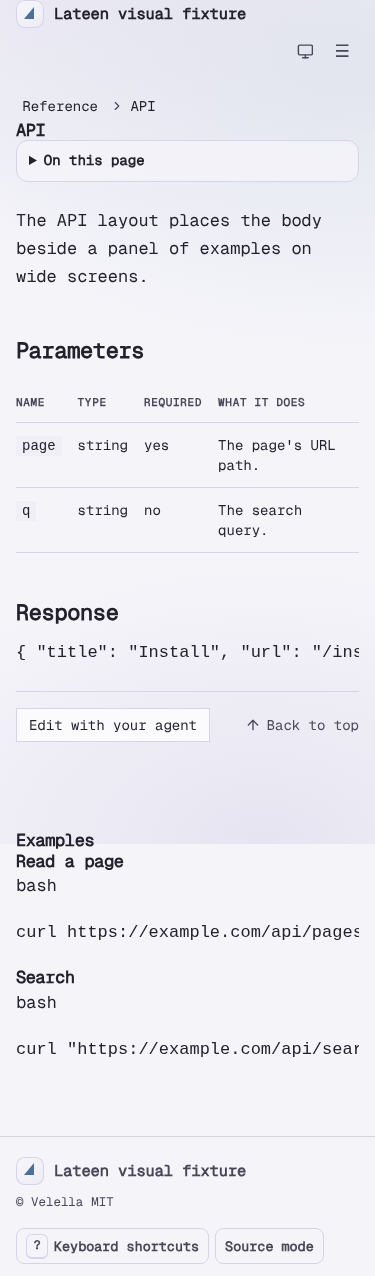 Lateen visual fixture
Reference > API
API
On this page
The API layout places the body
beside a panel of examples on
wide screens.
Parameters
NAME TYPE REQUIRED WHAT IT DOES
page string yes The page's URL
path.
q string no The search
query.
Response
{ "title": "Install", "url": "/ins
Edit with your agent ↑ Back to top
Examples
Read a page
bash
curl https://example.com/api/pages
Search
bash
curl "https://example.com/api/sear
Lateen visual fixture
© Velella MIT
? Keyboard shortcuts Source mode